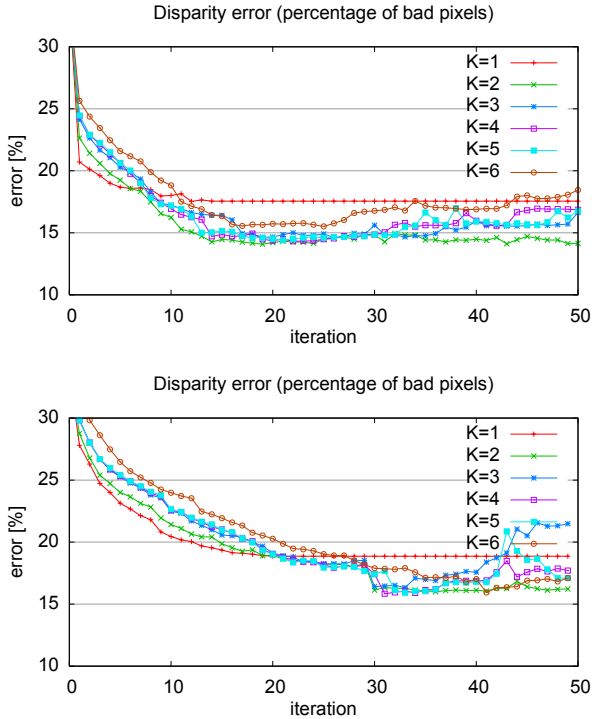 Disparity error (percentage of bad pixels)
30
25
20
15
10
error [%]
K=1
K=2
K=3
K=4
K=5
K=6
0 10 20 30 40 50
iteration
Disparity error (percentage of bad pixels)
30
25
20
15
10
error [%]
K=1
K=2
K=3
K=4
K=5
K=6
0 10 20 30 40 50
iteration